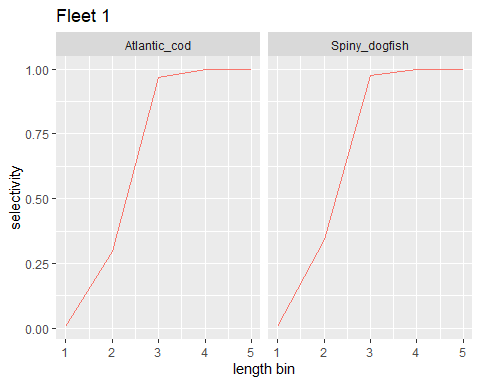 Fleet 1
Atlantic_cod Spiny_dogfish
1.00
0.75
0.50
0.25
0.00
selectivity
1 2 3 4 5 1 2 3 4 5
length bin